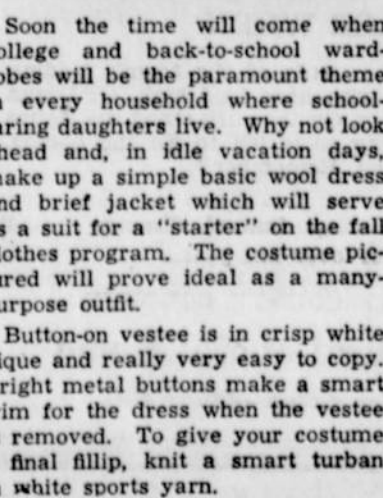 Soon the time will come when
ollege and back-to-school ward-
obes will be the paramount theme
n every household where school-
aring daughters live. Why not look
head and, in idle vacation days,
nake up a simple basic wool dress
nd brief jacket which will serve
s a suit for a "starter" on the fall
lothes program. The costume pic-
ured will prove ideal as a many-
urpose outfit.
Button-on vestee is in crisp white
ique and really very easy to copy.
right metal buttons make a smart
im for the dress when the vestee
removed. To give your costume
final fillip, knit a smart turban
n white sports yarn.